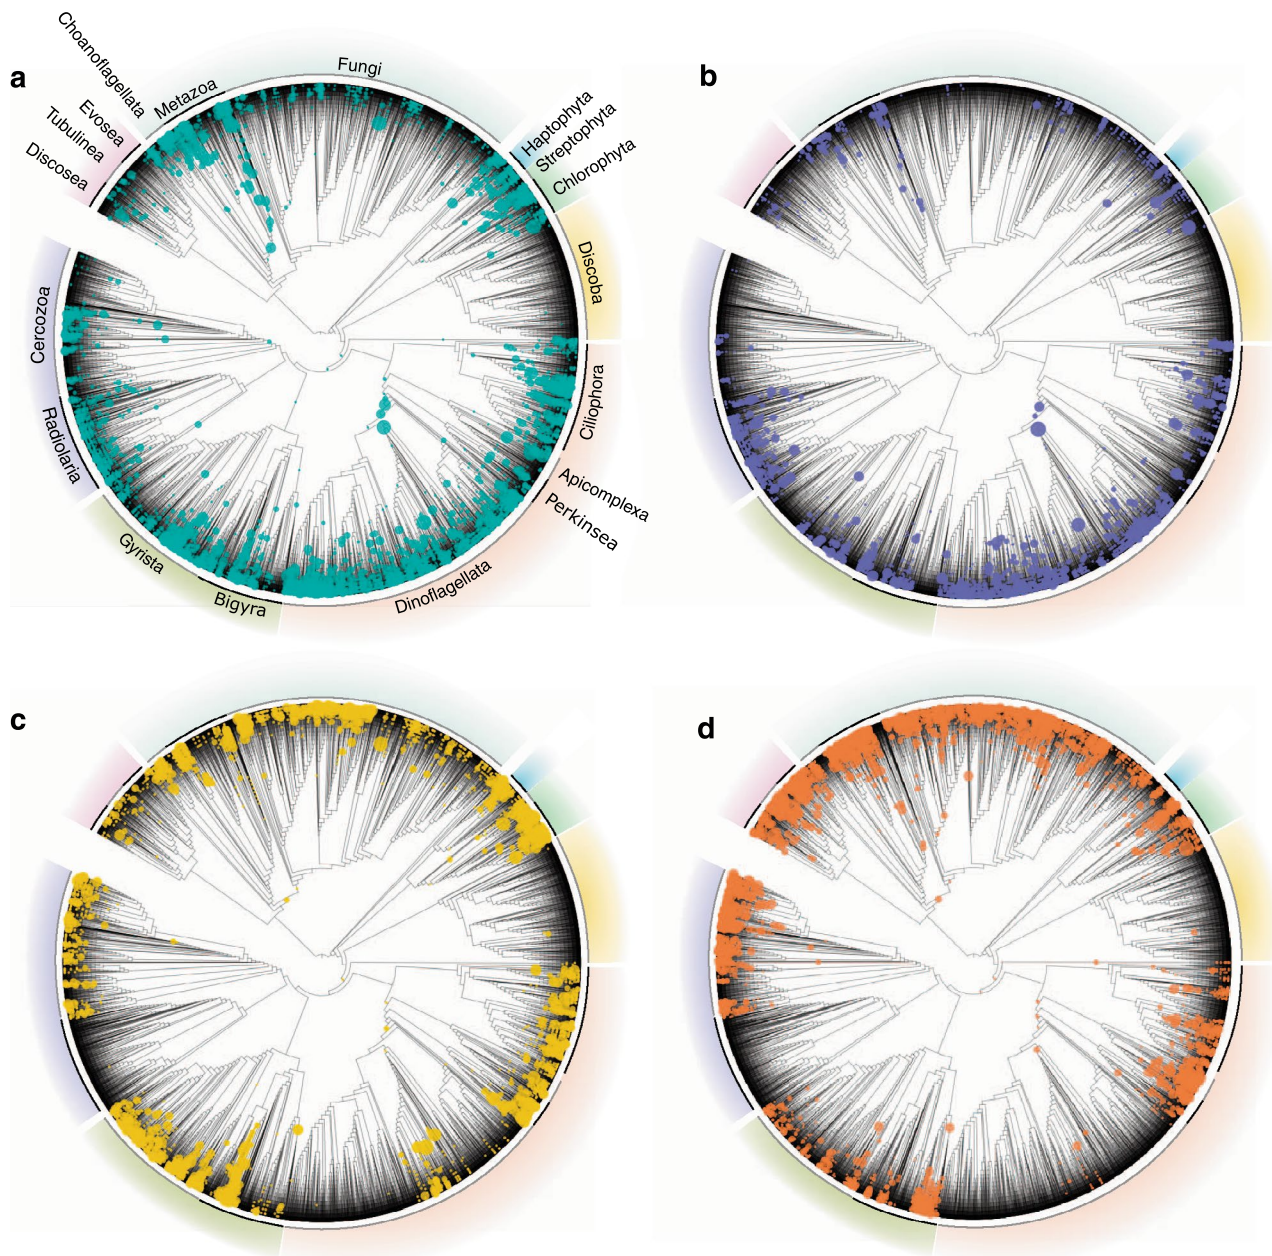 a
Choanoflagellata
Evosea
Tubulinea
Discosea
Metazoa
Fungi
Haptophyta
Streptophyta
Chlorophyta
Discoba
Ciliophora
Apicomplexa
Perkinsea
Dinoflagellata
Bigyra
Gyrista
Radiolaria
Cercozoa
b
c
d